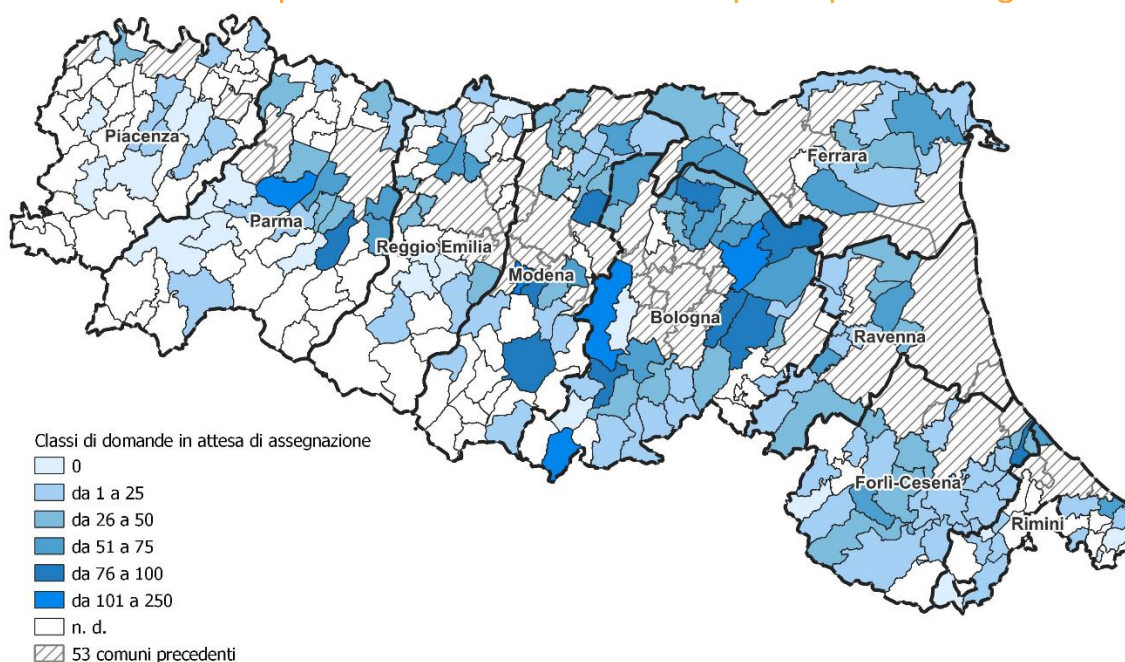 Piacenza
Ferrara
Parma
Reggio Emilia
Modena
Bologna
Ravenna
Forlì-Cesena
Rimini
Classi di domande in attesa di assegnazione
0
da 1 a 25
da 26 a 50
da 51 a 75
da 76 a 100
da 101 a 250
n. d.
53 comuni precedenti